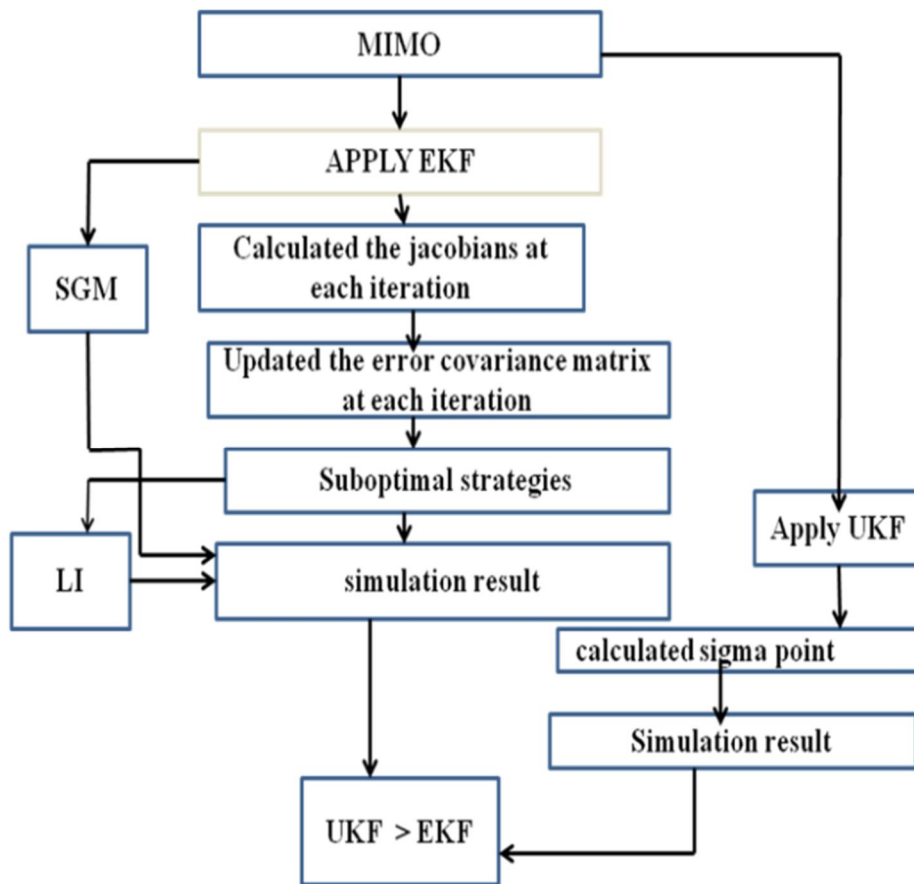 MIMO
APPLY EKF
Calculated the jacobians at
each iteration
SGM
Updated the error covariance matrix
at each iteration
Suboptimal strategies
Apply UKF
LI
simulation result
calculated sigma point
Simulation result
UKF > EKF